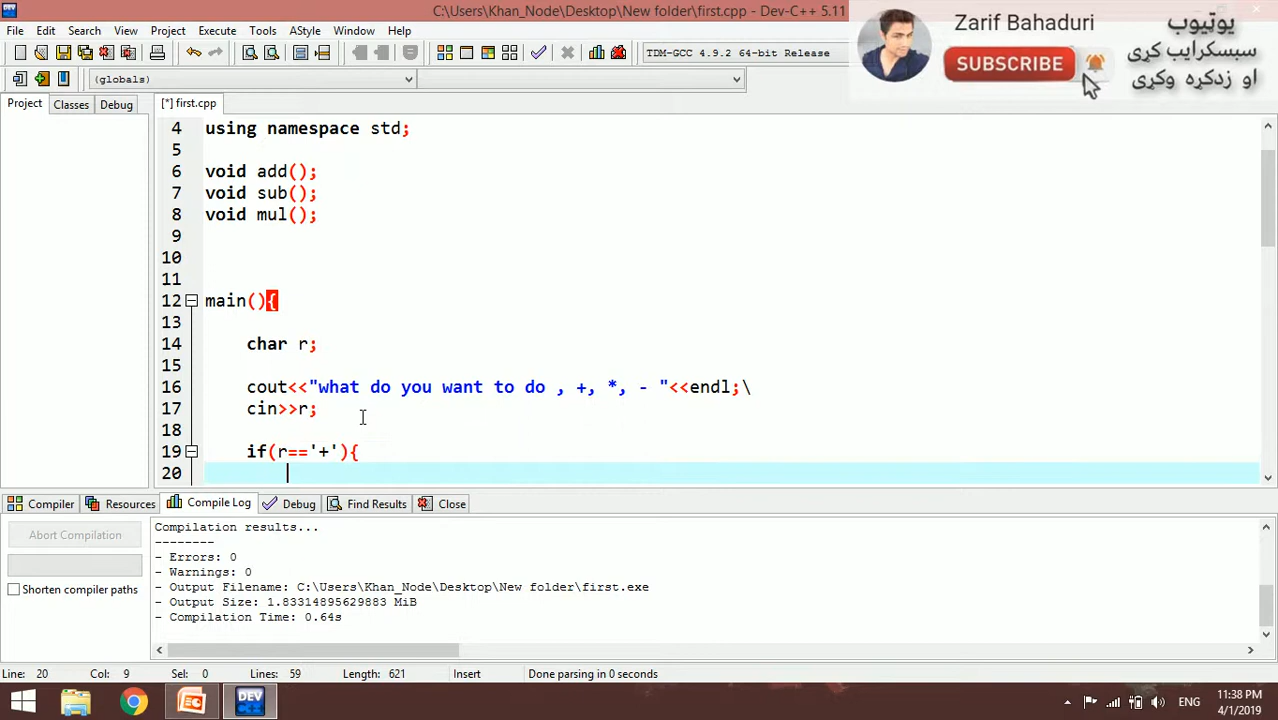 C:\Users\Khan_Node\Desktop\New folder\first.cpp - Dev-C++ 5.11
File Edit Search View Project Execute Tools AStyle Window Help
TDM-GCC 4.9.2 64-bit Release
(globals)
Zarif Bahaduri
SUBSCRIBE
یوتیوب
سبسکرایب کړی
او زدکړه وکړی
Project Classes Debug
[*] first.cpp
4 using namespace std;
5
6 void add();
7 void sub();
8 void mul();
9
10
11
12 main(){
13
14 char r;
15
16 cout<<"what do you want to do , +, *, - "<<endl;\
17 cin>>r;
18
19 if(r=='+'){
20
Compiler Resources Compile Log Debug Find Results Close
Abort Compilation
Shorten compiler paths
Compilation results...
--------
- Errors: 0
- Warnings: 0
- Output Filename: C:\Users\Khan_Node\Desktop\New folder\first.exe
- Output Size: 1.83314895629883 MiB
- Compilation Time: 0.64s
Line: 20 Col: 9 Sel: 0 Lines: 59 Length: 621 Insert Done parsing in 0 seconds
DEV
ENG
11:38 PM
4/1/2019